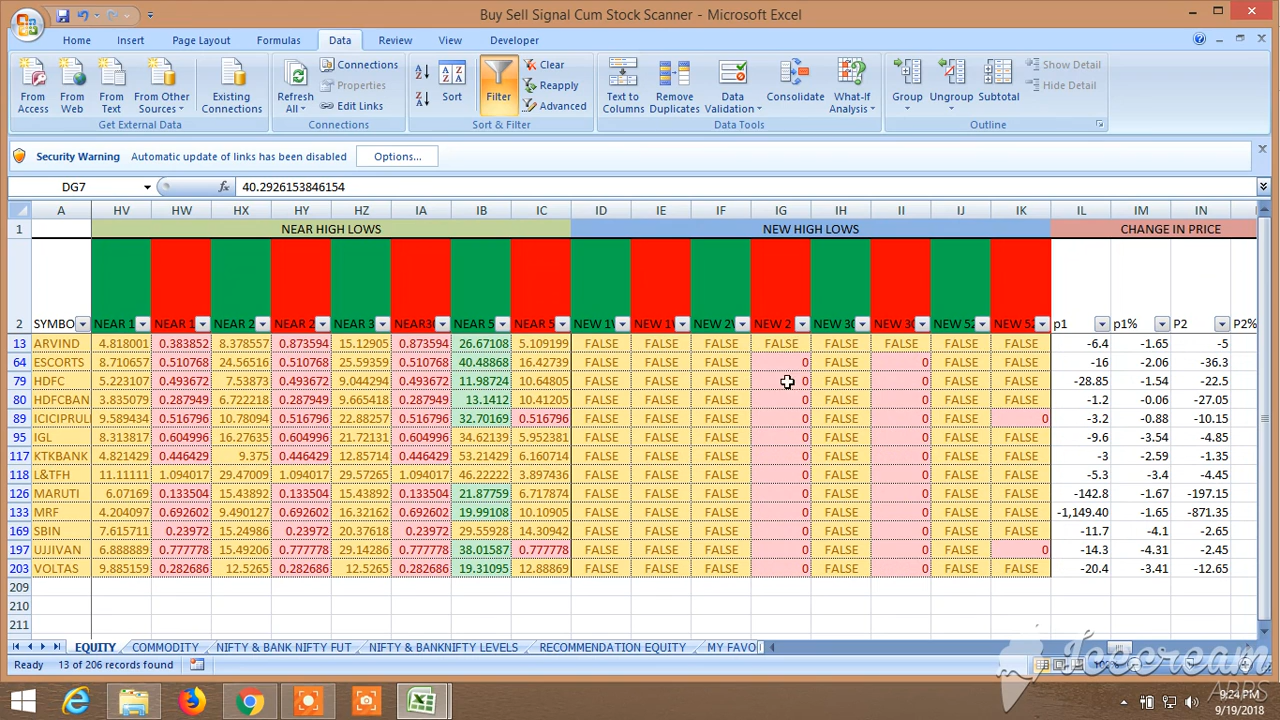 Buy Sell Signal Cum Stock Scanner - Microsoft Excel
Home Insert Page Layout Formulas Data Review View Developer
From Access From Web From Text From Other Sources Existing Connections Refresh All Connections Properties Edit Links Sort Filter Clear Reapply Advanced Text to Columns Remove Duplicates Data Validation Consolidate What-If Analysis Group Ungroup Subtotal Show Detail Hide Detail
Get External Data Connections Sort & Filter Data Tools Outline
Security Warning Automatic update of links has been disabled Options...
DG7 fx 40.2926153846154
A HV HW HX HY HZ IA IB IC ID IE IF IG IH II IJ IK IL IM IN
1 NEAR HIGH LOWS NEW HIGH LOWS CHANGE IN PRICE
2 SYMBO NEAR 1 NEAR 1 NEAR 2 NEAR 2 NEAR 3 NEAR30 NEAR 5 NEAR 5 NEW 1W NEW 1V NEW 2V NEW 2 NEW 30 NEW 30 NEW 52 NEW 52 p1 p1% P2 P2%
13 ARVIND 4.818001 0.383852 8.378557 0.873594 15.12905 0.873594 26.67108 5.109199 FALSE FALSE FALSE FALSE FALSE FALSE FALSE FALSE -6.4 -1.65 -5
64 ESCORTS 8.710657 0.510768 24.56516 0.510768 25.59359 0.510768 40.48868 16.42739 FALSE FALSE FALSE 0 FALSE 0 FALSE FALSE -16 -2.06 -36.3
79 HDFC 5.223107 0.493672 7.53873 0.493672 9.044294 0.493672 11.98724 10.64805 FALSE FALSE FALSE 0 FALSE 0 FALSE FALSE -28.85 -1.54 -22.5
80 HDFCBAN 3.835079 0.287949 6.722218 0.287949 9.665418 0.287949 13.1412 10.41205 FALSE FALSE FALSE 0 FALSE 0 FALSE FALSE -1.2 -0.06 -27.05
89 ICICIPRULI 9.589434 0.516796 10.78094 0.516796 22.88257 0.516796 32.70169 0.516796 FALSE FALSE FALSE 0 FALSE 0 FALSE 0 -3.2 -0.88 -10.15
95 IGL 8.313817 0.604996 16.27635 0.604996 21.72131 0.604996 34.62139 5.952381 FALSE FALSE FALSE 0 FALSE 0 FALSE FALSE -9.6 -3.54 -4.85
117 KTKBANK 4.821429 0.446429 9.375 0.446429 12.85714 0.446429 53.21429 6.160714 FALSE FALSE FALSE 0 FALSE 0 FALSE FALSE -3 -2.59 -1.35
118 L&TFH 11.11111 1.094017 29.47009 1.094017 29.57265 1.094017 46.22222 3.897436 FALSE FALSE FALSE 0 FALSE 0 FALSE FALSE -5.3 -3.4 -4.45
126 MARUTI 6.07169 0.133504 15.43892 0.133504 15.43892 0.133504 21.87759 6.717874 FALSE FALSE FALSE 0 FALSE 0 FALSE FALSE -142.8 -1.67 -197.15
133 MRF 4.204097 0.692602 9.490127 0.692602 16.32162 0.692602 19.99108 10.10905 FALSE FALSE FALSE 0 FALSE 0 FALSE FALSE -1,149.40 -1.65 -871.35
169 SBIN 7.615711 0.23972 15.24986 0.23972 20.37618 0.23972 29.55928 14.30942 FALSE FALSE FALSE 0 FALSE 0 FALSE FALSE -11.7 -4.1 -2.65
197 UJJIVAN 6.888889 0.777778 15.49206 0.777778 29.14286 0.777778 38.01587 0.777778 FALSE FALSE FALSE 0 FALSE 0 FALSE 0 -14.3 -4.31 -2.45
203 VOLTAS 9.885159 0.282686 12.5265 0.282686 12.5265 0.282686 19.31095 12.88869 FALSE FALSE FALSE 0 FALSE 0 FALSE FALSE -20.4 -3.41 -12.65
209
210
211
EQUITY COMMODITY NIFTY & BANK NIFTY FUT NIFTY & BANKNIFTY LEVELS RECOMMENDATION EQUITY MY FAVO
Ready 13 of 206 records found
Icecream APPS
9:24 PM
9/19/2018